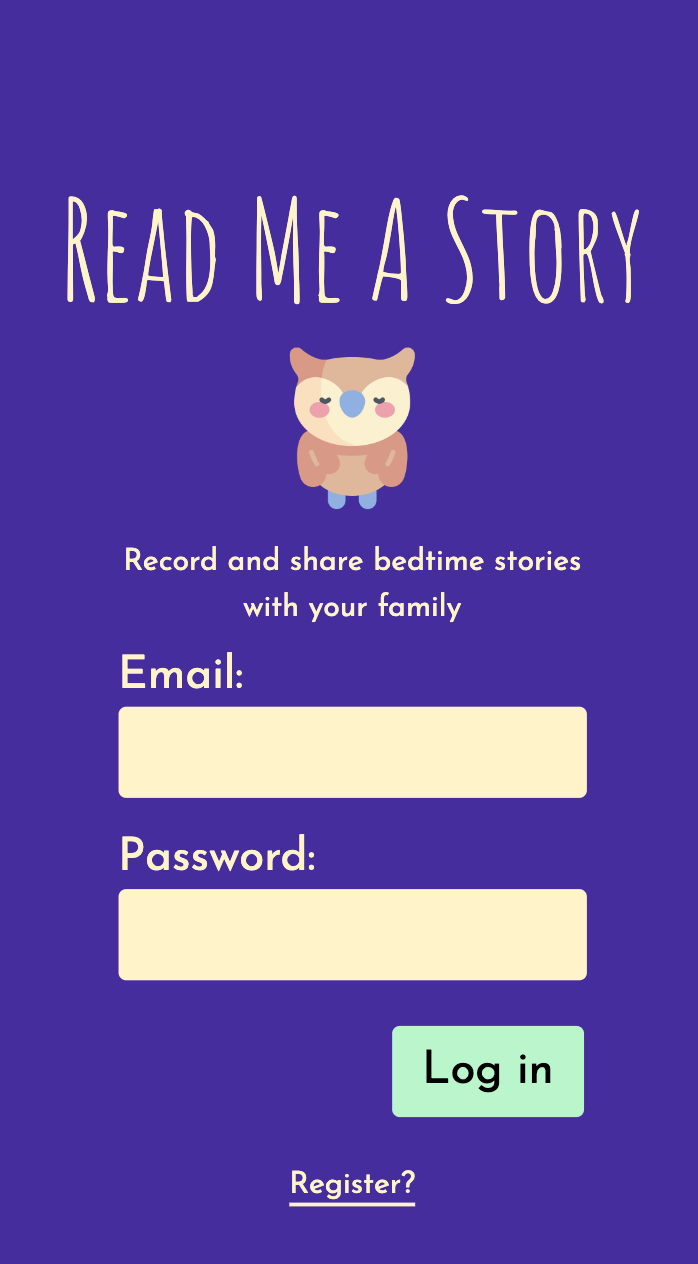 READ ME A STORY
Record and share bedtime stories
with your family
Email:
Password:
Log in
Register?